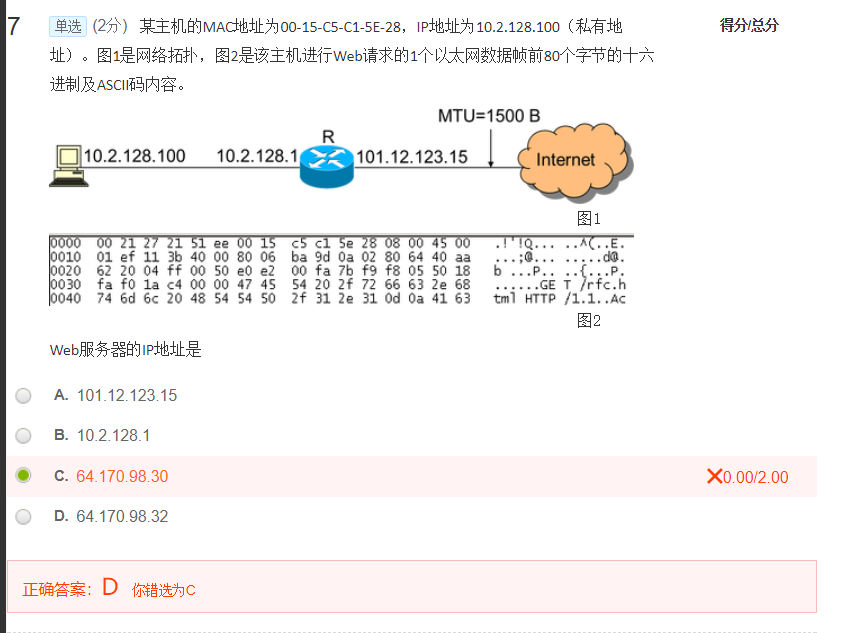 7 单选 (2分) 某主机的MAC地址为00-15-C5-C1-5E-28，IP地址为10.2.128.100（私有地 得分/总分
址）。图1是网络拓扑，图2是该主机进行Web请求的1个以太网数据帧前80个字节的十六
进制及ASCII码内容。
MTU=1500 B
R
10.2.128.100 10.2.128.1 101.12.123.15 Internet
图1
0000 00 21 27 21 51 ee 00 15 c5 c1 5e 28 08 00 45 00 .!'!Q... ..^(..E.
0010 01 ef 11 3b 40 00 80 06 ba 9d 0a 02 80 64 40 aa ...;@... .....d@.
0020 62 20 04 ff 00 50 e0 e2 00 fa 7b f9 f8 05 50 18 b ...P.. ..{...P.
0030 fa f0 1a c4 00 00 47 45 54 20 2f 72 66 63 2e 68 ......GE T /rfc.h
0040 74 6d 6c 20 48 54 54 50 2f 31 2e 31 0d 0a 41 63 tml HTTP /1.1..Ac
图2
Web服务器的IP地址是
A. 101.12.123.15
B. 10.2.128.1
C. 64.170.98.30 0.00/2.00
D. 64.170.98.32
正确答案： D 你错选为C